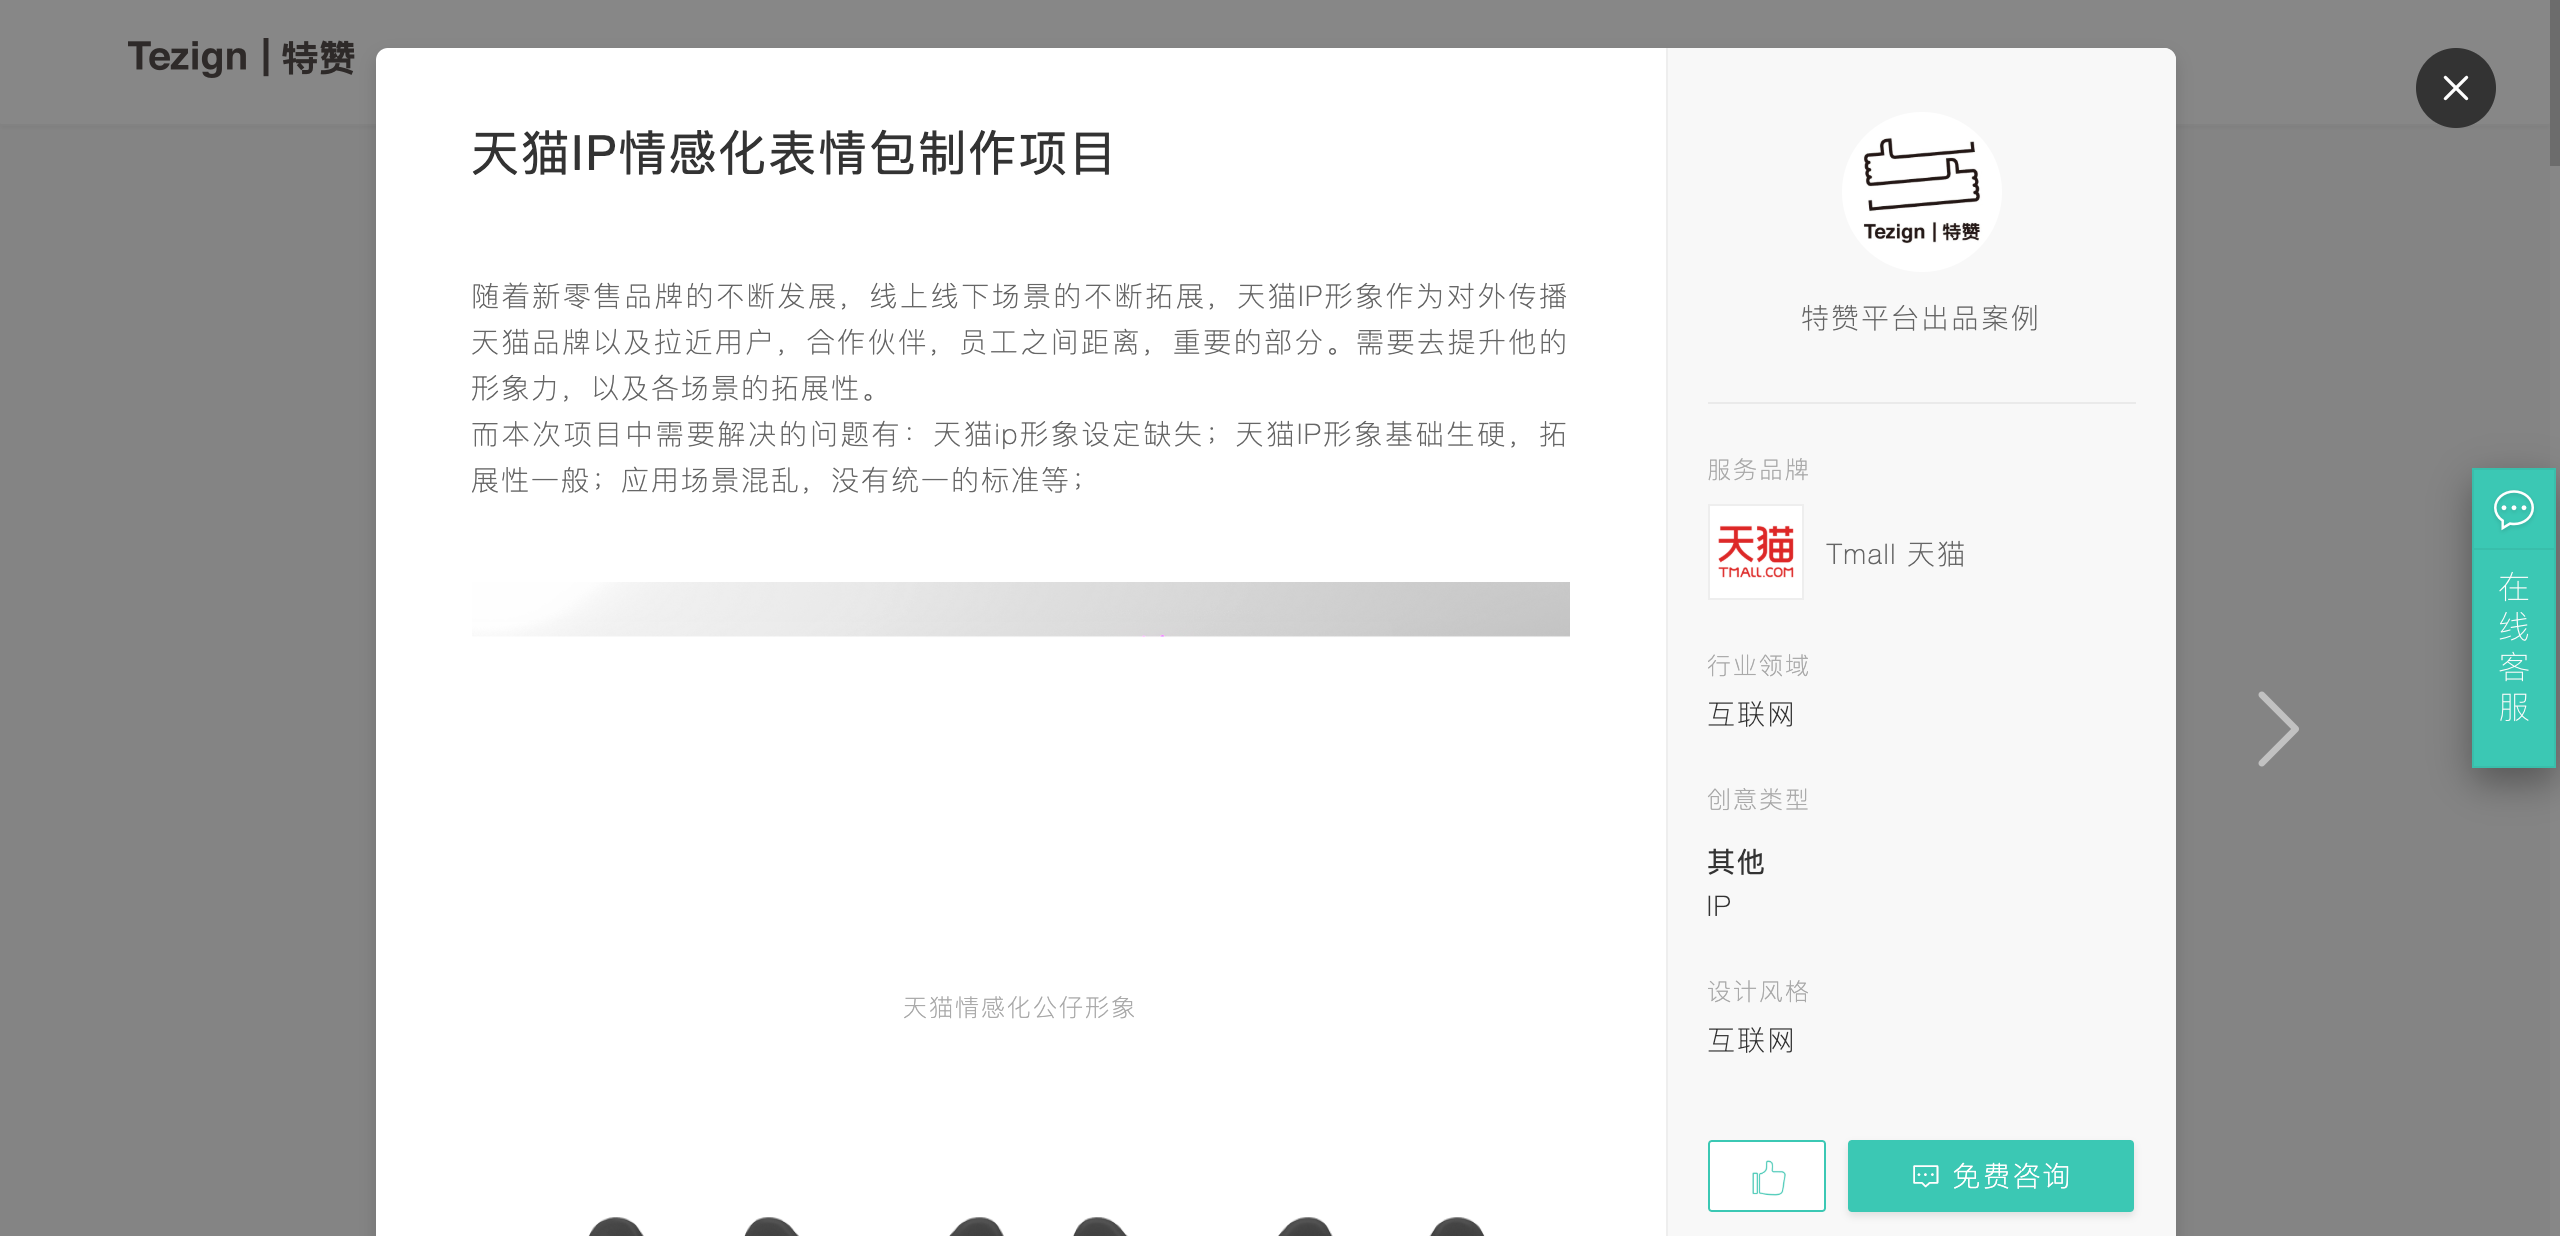 Tezign | 特赞
天猫IP情感化表情包制作项目
随着新零售品牌的不断发展，线上线下场景的不断拓展，天猫IP形象作为对外传播
天猫品牌以及拉近用户，合作伙伴，员工之间距离，重要的部分。需要去提升他的
形象力，以及各场景的拓展性。
而本次项目中需要解决的问题有：天猫ip形象设定缺失；天猫IP形象基础生硬，拓
展性一般；应用场景混乱，没有统一的标准等；
天猫情感化公仔形象
Tezign | 特赞
特赞平台出品案例
服务品牌
天猫
TMALL.COM
Tmall 天猫
行业领域
互联网
创意类型
其他
IP
设计风格
互联网
免费咨询
在线客服